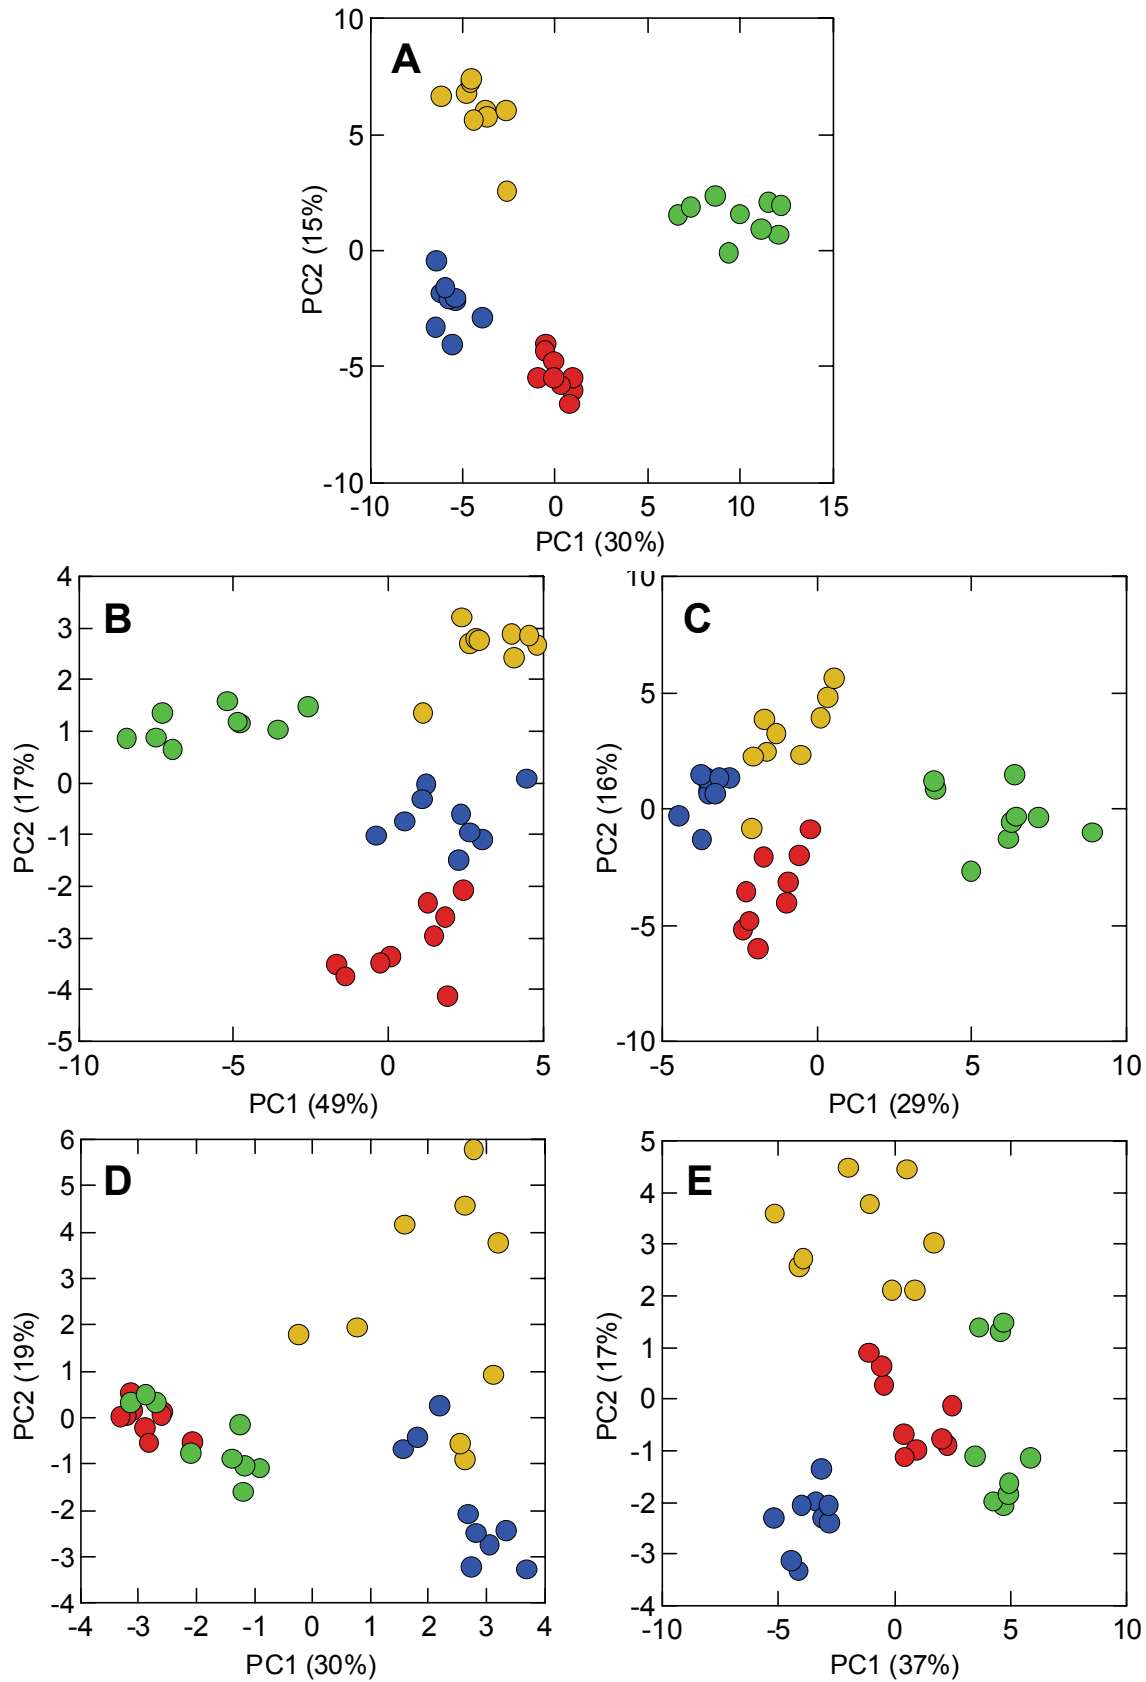 A
10
5
0
-5
-10
PC2 (15%)
-10 -5 0 5 10 15
PC1 (30%)
B
4
3
2
1
0
-1
-2
-3
-4
-5
PC2 (17%)
-10 -5 0 5
PC1 (49%)
C
10
5
0
-5
-10
PC2 (16%)
-5 0 5 10
PC1 (29%)
D
6
5
4
3
2
1
0
-1
-2
-3
-4
PC2 (19%)
-4 -3 -2 -1 0 1 2 3 4
PC1 (30%)
E
5
4
3
2
1
0
-1
-2
-3
-4
PC2 (17%)
-10 -5 0 5 10
PC1 (37%)